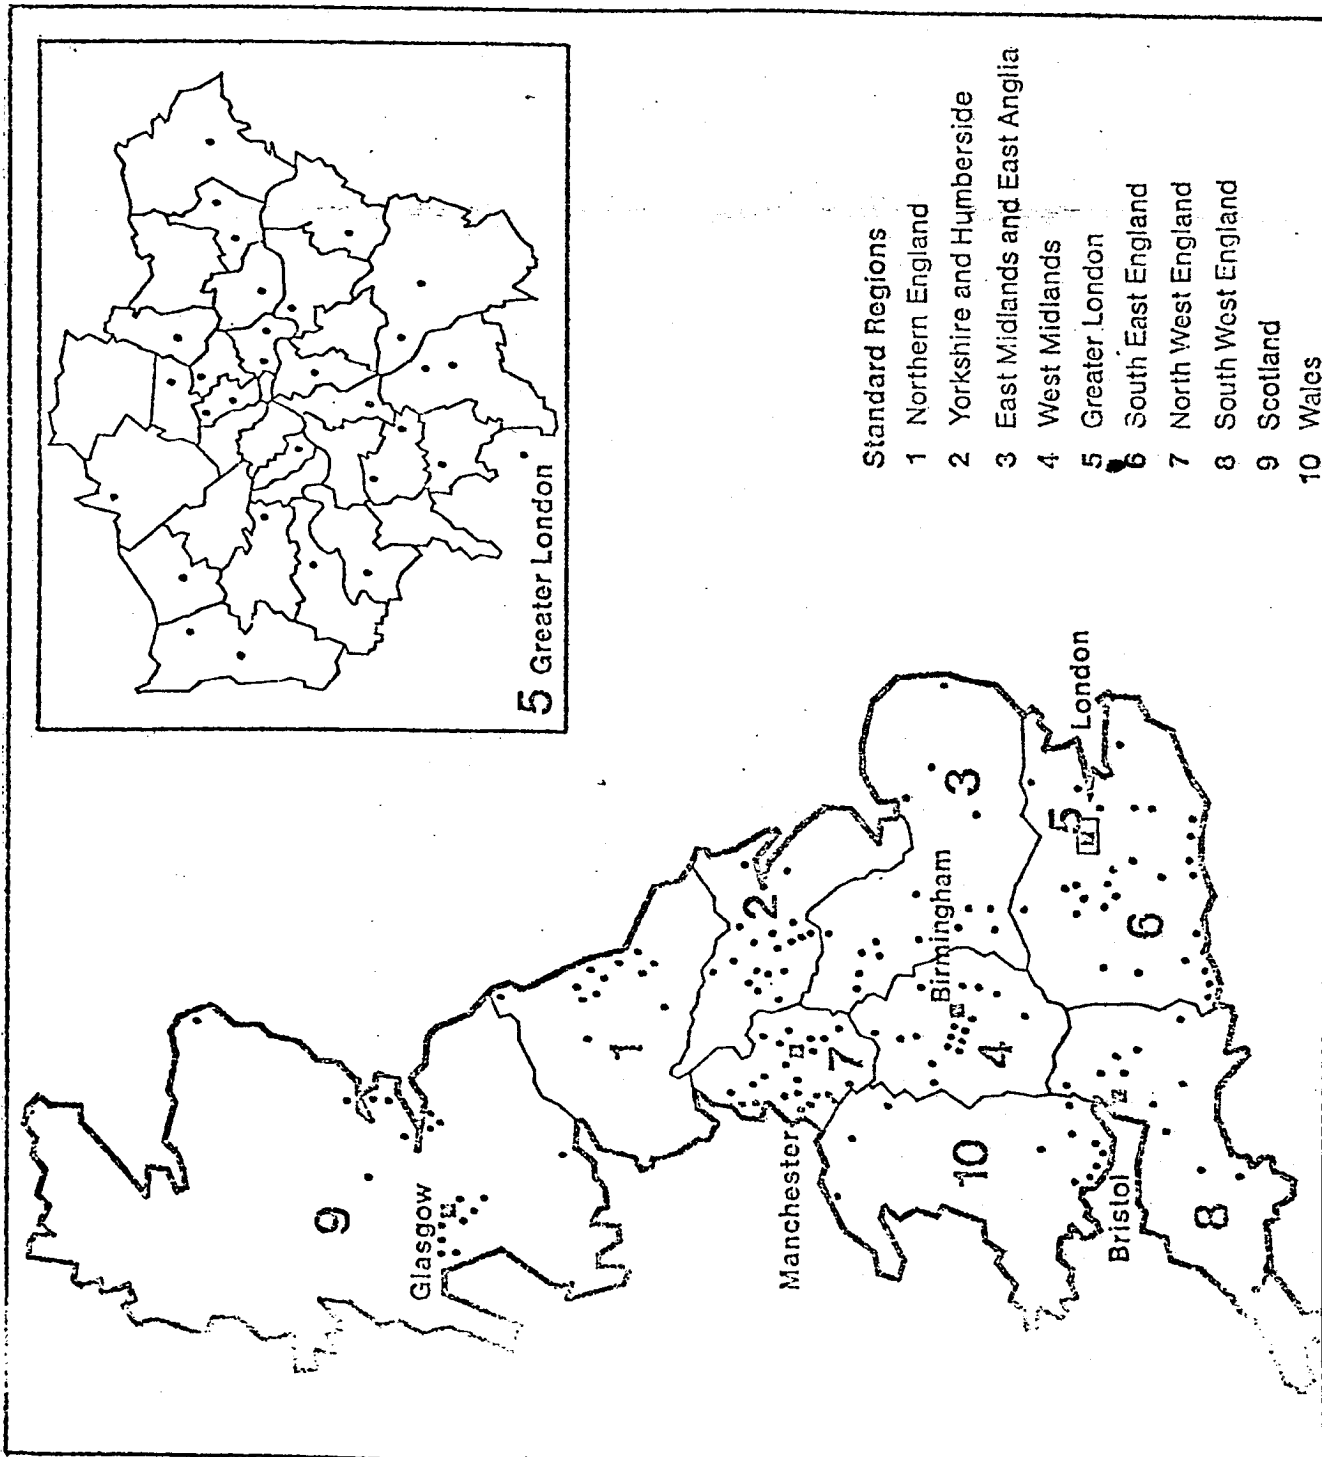 5 Greater London
Standard Regions
1 Northern England
2 Yorkshire and Humberside
3 East Midlands and East Anglia
4 West Midlands
5 Greater London
6 South East England
7 North West England
8 South West England
9 Scotland
10 Wales
9
Glasgow
1
2
Manchester
7
3
Birmingham
4
10
5
London
6
Bristol
8